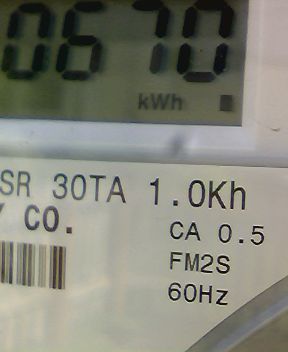 0670
kWh
SR 30TA 1.0Kh
CO.
CA 0.5
FM2S
60Hz